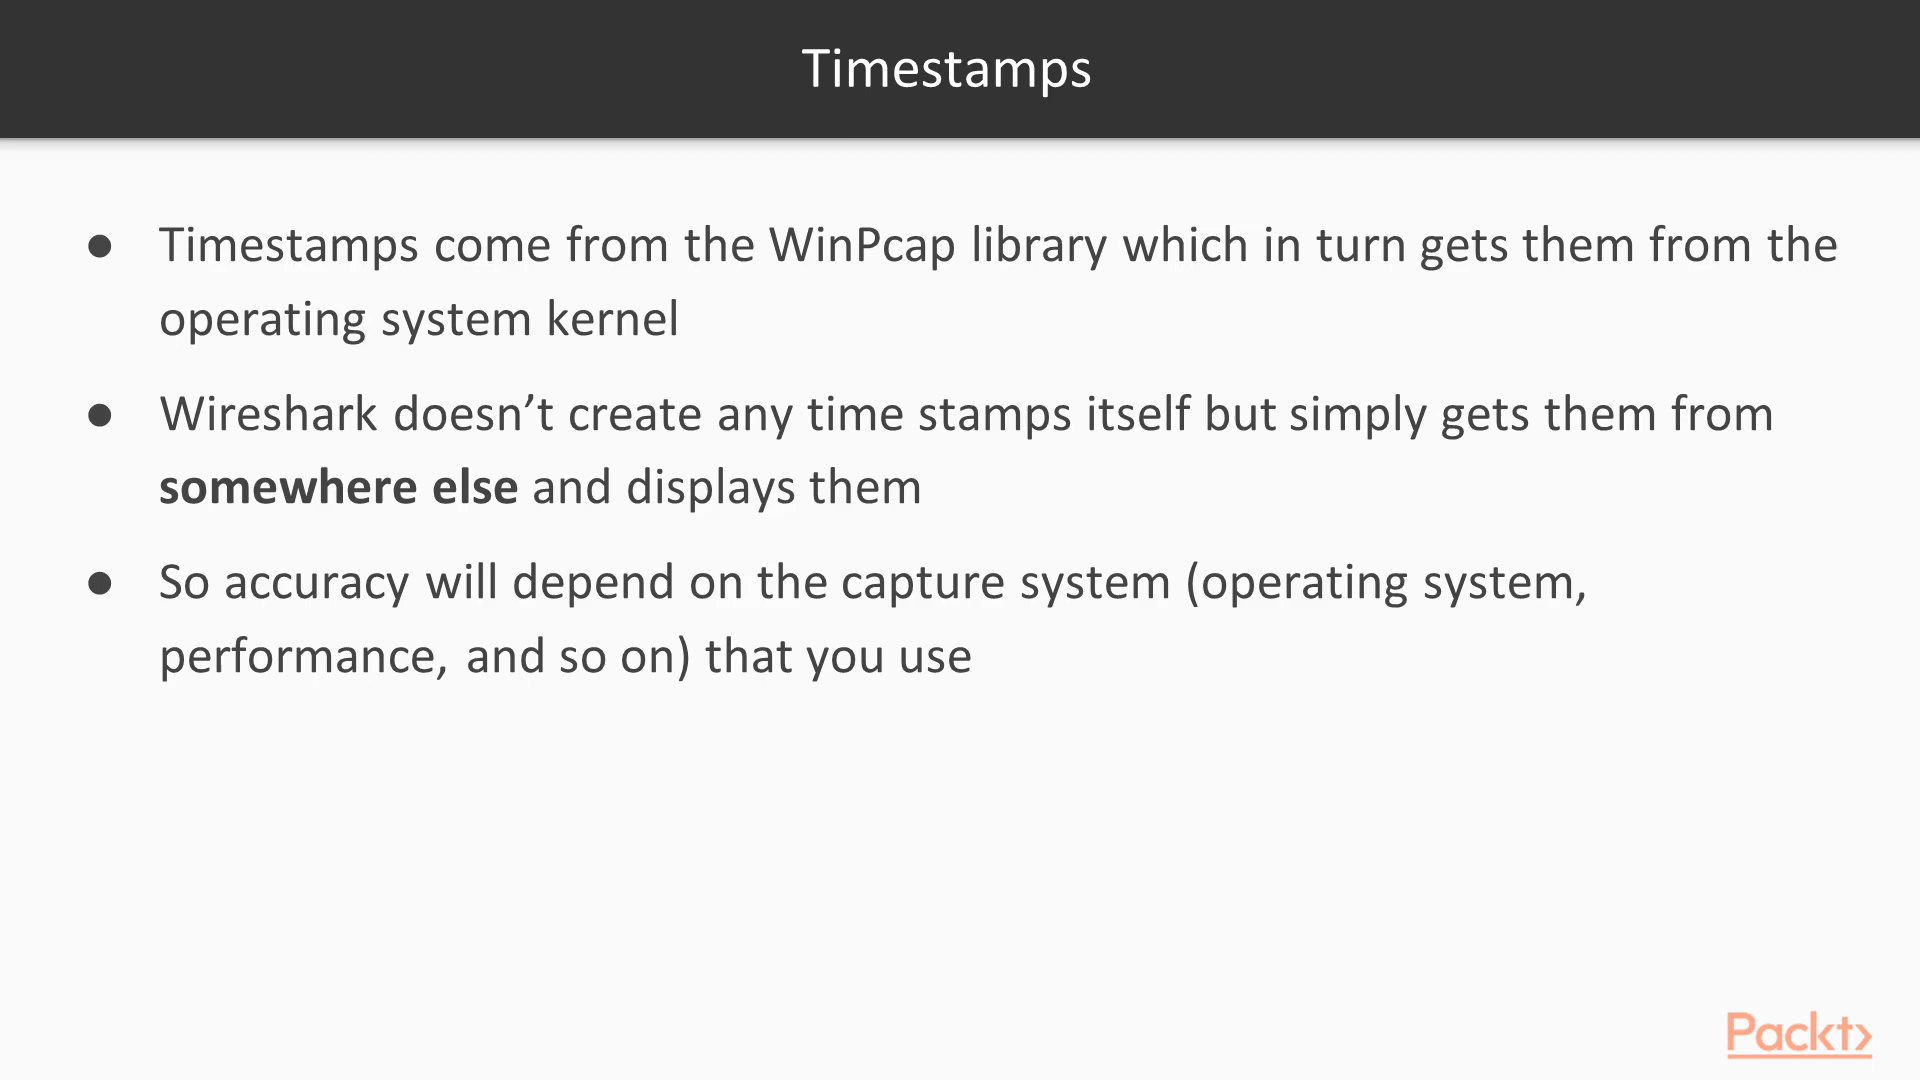 Timestamps
● Timestamps come from the WinPcap library which in turn gets them from the
operating system kernel
● Wireshark doesn’t create any time stamps itself but simply gets them from
somewhere else and displays them
● So accuracy will depend on the capture system (operating system,
performance, and so on) that you use
Packt>